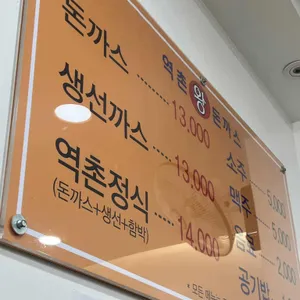 역촌 왕 돈까스
돈까스 ...... 13,000
생선까스 ...... 13,000
역촌정식 ...... 14,000
(돈까스+생선+함박)
소주 ...... 5,000
맥주 ...... 5,000
음료 ...... 2,000
공기밥